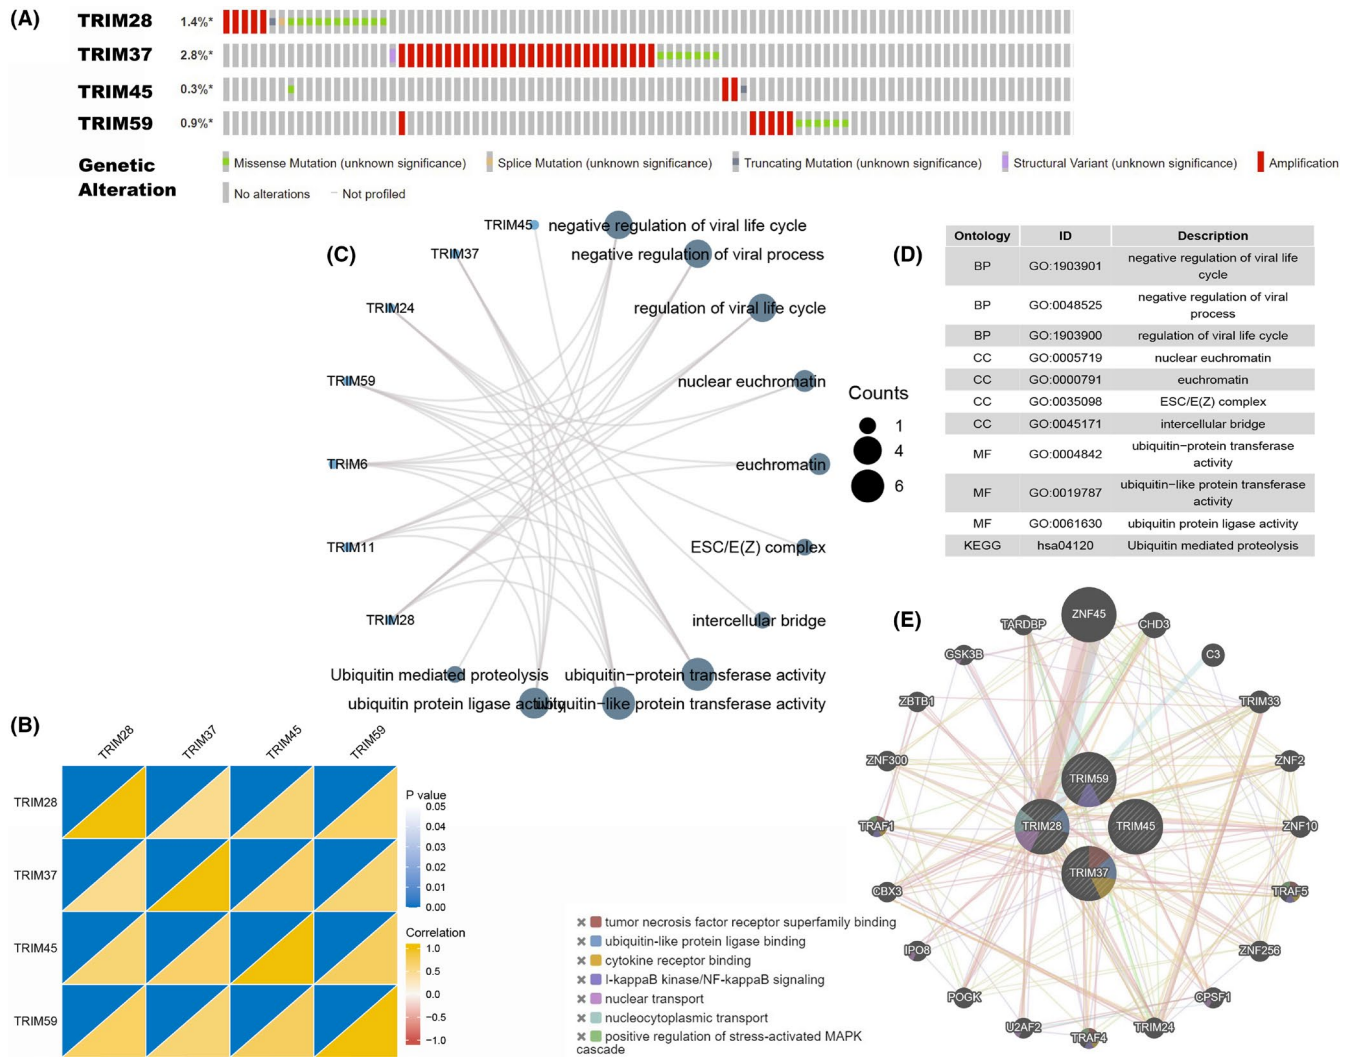 (A)
TRIM28 1.4%*
TRIM37 2.8%*
TRIM45 0.3%*
TRIM59 0.9%*
Genetic
Alteration
Missense Mutation (unknown significance)
Splice Mutation (unknown significance)
Truncating Mutation (unknown significance)
Structural Variant (unknown significance)
Amplification
No alterations
Not profiled
(C)
TRIM45
TRIM37
TRIM24
TRIM59
TRIM6
TRIM11
TRIM28
negative regulation of viral life cycle
negative regulation of viral process
regulation of viral life cycle
nuclear euchromatin
euchromatin
ESC/E(Z) complex
intercellular bridge
ubiquitin−protein transferase activity
ubiquitin−like protein transferase activity
ubiquitin protein ligase activity
Ubiquitin mediated proteolysis
Counts
1
4
6
(D)
Ontology ID Description
BP GO:1903901 negative regulation of viral life
cycle
BP GO:0048525 negative regulation of viral
process
BP GO:1903900 regulation of viral life cycle
CC GO:0005719 nuclear euchromatin
CC GO:0000791 euchromatin
CC GO:0035098 ESC/E(Z) complex
CC GO:0045171 intercellular bridge
MF GO:0004842 ubiquitin−protein transferase
activity
MF GO:0019787 ubiquitin−like protein transferase
activity
MF GO:0061630 ubiquitin protein ligase activity
KEGG hsa04120 Ubiquitin mediated proteolysis
(B)
TRIM28 TRIM37 TRIM45 TRIM59
TRIM28
TRIM37
TRIM45
TRIM59
P value
0.05
0.04
0.03
0.02
0.01
0.00
Correlation
1.0
0.5
0.0
−0.5
−1.0
(E)
ZNF45
CHD3
C3
TRIM33
ZNF2
ZNF10
TRAF5
ZNF256
CPSF1
TRIM24
TRAF4
U2AF2
POGK
IPO8
CBX3
TRAF1
ZNF300
ZBTB1
GSK3B
TARDBP
TRIM59
TRIM28
TRIM45
TRIM37
tumor necrosis factor receptor superfamily binding
ubiquitin-like protein ligase binding
cytokine receptor binding
I-kappaB kinase/NF-kappaB signaling
nuclear transport
nucleocytoplasmic transport
positive regulation of stress-activated MAPK
cascade